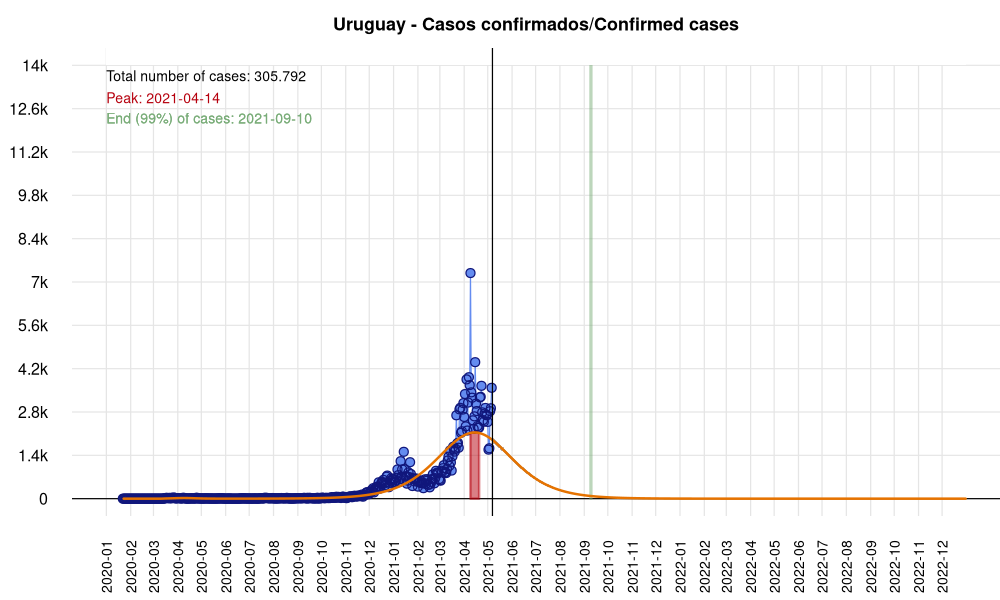 Uruguay - Casos confirmados/Confirmed cases
14k
12.6k
11.2k
9.8k
8.4k
7k
5.6k
4.2k
2.8k
1.4k
0
Total number of cases: 305.792
Peak: 2021-04-14
End (99%) of cases: 2021-09-10
2020-01
2020-02
2020-03
2020-04
2020-05
2020-06
2020-07
2020-08
2020-09
2020-10
2020-11
2020-12
2021-01
2021-02
2021-03
2021-04
2021-05
2021-06
2021-07
2021-08
2021-09
2021-10
2021-11
2021-12
2022-01
2022-02
2022-03
2022-04
2022-05
2022-06
2022-07
2022-08
2022-09
2022-10
2022-11
2022-12